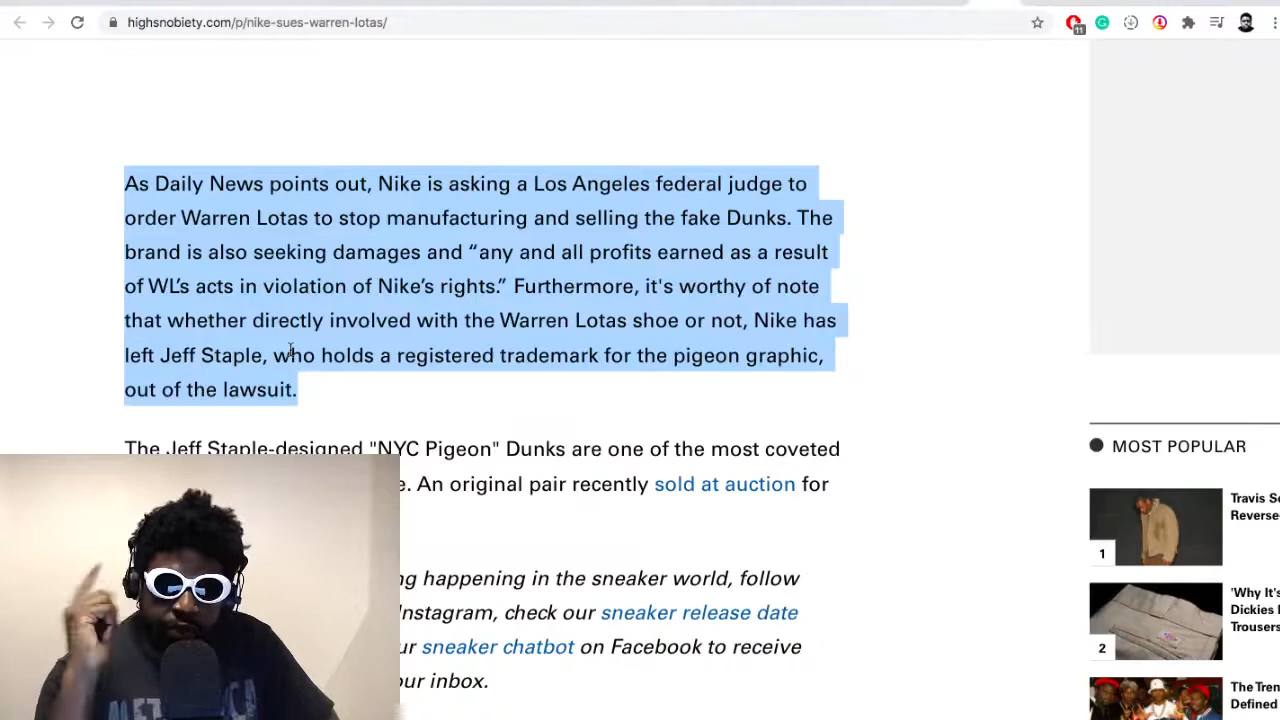 highsnobiety.com/p/nike-sues-warren-lotas/
11
As Daily News points out, Nike is asking a Los Angeles federal judge to
order Warren Lotas to stop manufacturing and selling the fake Dunks. The
brand is also seeking damages and “any and all profits earned as a result
of WL’s acts in violation of Nike’s rights.” Furthermore, it's worthy of note
that whether directly involved with the Warren Lotas shoe or not, Nike has
left Jeff Staple, who holds a registered trademark for the pigeon graphic,
out of the lawsuit.
The Jeff Staple-designed "NYC Pigeon" Dunks are one of the most coveted
e. An original pair recently sold at auction for
ng happening in the sneaker world, follow
Instagram, check our sneaker release date
ur sneaker chatbot on Facebook to receive
our inbox.
MOST POPULAR
1
Travis Sc
Reverse-
2
'Why It's
Dickies
Trousers
The Tren
Defined